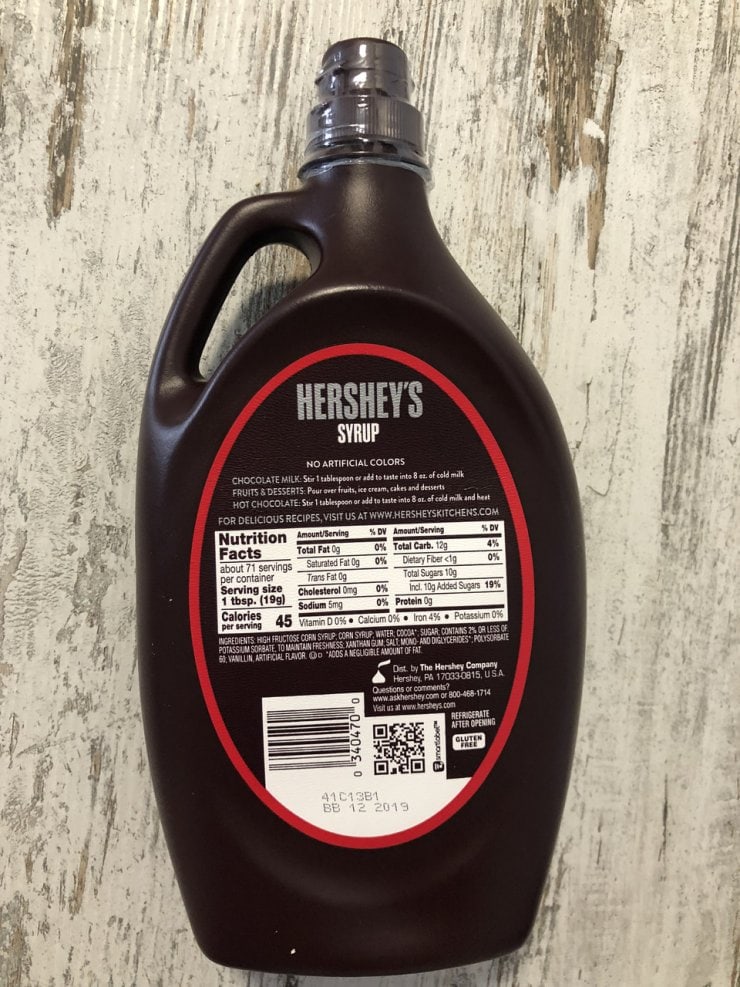 HERSHEY'S
SYRUP
NO ARTIFICIAL COLORS
CHOCOLATE MILK: Stir 1 tablespoon or add to taste into 8 oz. of cold milk
FRUITS & DESSERTS: Pour over fruits, ice cream, cakes and desserts
HOT CHOCOLATE: Stir 1 tablespoon or add to taste into 8 oz. of cold milk and heat
FOR DELICIOUS RECIPES, VISIT US AT WWW.HERSHEYSKITCHENS.COM
Nutrition
Facts
about 71 servings
per container
Serving size
1 tbsp. (19g)
Calories
per serving 45
Amount/Serving % DV
Total Fat 0g 0%
Saturated Fat 0g 0%
Trans Fat 0g
Cholesterol 0mg 0%
Sodium 5mg 0%
Amount/Serving % DV
Total Carb. 12g 4%
Dietary Fiber <1g 0%
Total Sugars 10g
Incl. 10g Added Sugars 19%
Protein 0g
Vitamin D 0% • Calcium 0% • Iron 4% • Potassium 0%
INGREDIENTS: HIGH FRUCTOSE CORN SYRUP; CORN SYRUP; WATER; COCOA*; SUGAR; CONTAINS 2% OR LESS OF
POTASSIUM SORBATE, TO MAINTAIN FRESHNESS; XANTHAN GUM; SALT; MONO- AND DIGLYCERIDES*; POLYSORBATE
60; VANILLIN, ARTIFICIAL FLAVOR. *ADDS A NEGLIGIBLE AMOUNT OF FAT.
Dist. by The Hershey Company
Hershey, PA 17033-0815, U.S.A.
Questions or comments?
www.askhershey.com or 800-468-1714
Visit us at www.hersheys.com
REFRIGERATE
AFTER OPENING
GLUTEN
FREE
smartlabel™
0 340470 0
41C13B1
BB 12 2019